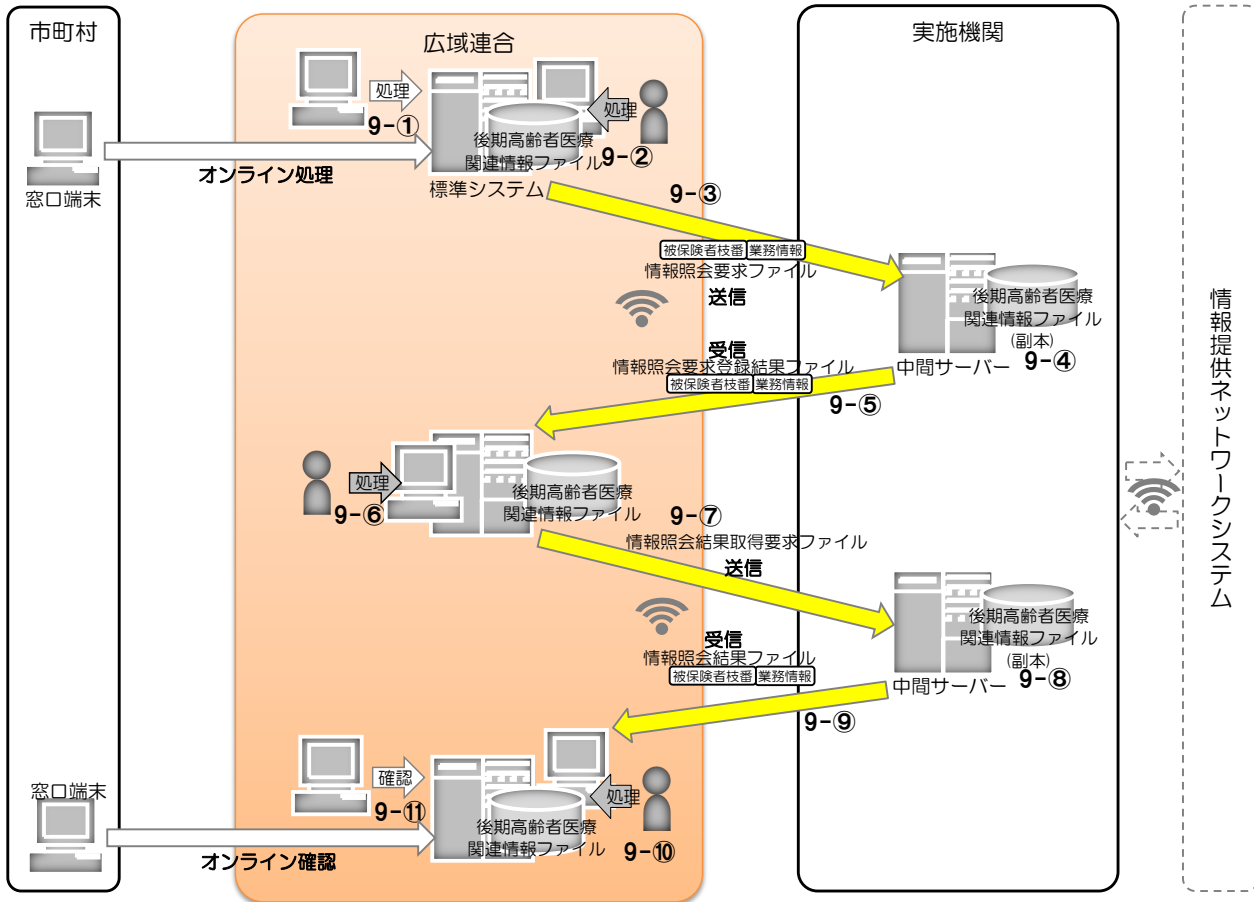 市町村
広域連合
実施機関
処理
9-①
処理
後期高齢者医療
関連情報ファイル
9-②
標準システム
オンライン処理
窓口端末
9-③
被保険者枝番 業務情報
情報照会要求ファイル
送信
後期高齢者医療
関連情報ファイル
(副本)
中間サーバー
9-④
受信
情報照会要求登録結果ファイル
被保険者枝番 業務情報
9-⑤
処理
9-⑥
後期高齢者医療
関連情報ファイル
9-⑦
情報照会結果取得要求ファイル
送信
後期高齢者医療
関連情報ファイル
(副本)
中間サーバー
9-⑧
受信
情報照会結果ファイル
被保険者枝番 業務情報
9-⑨
確認
9-⑪
処理
後期高齢者医療
関連情報ファイル
9-⑩
窓口端末
オンライン確認
情報提供ネットワークシステム